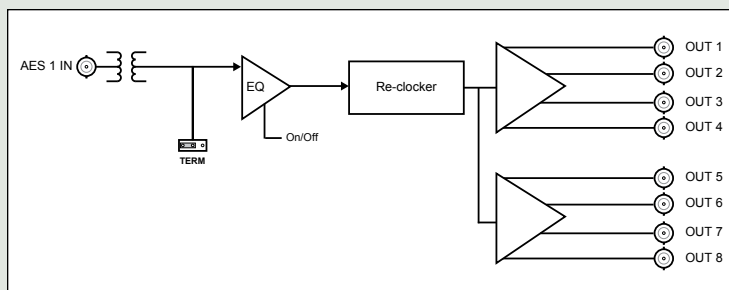 AES 1 IN
TERM
EQ
On/Off
Re-clocker
OUT 1
OUT 2
OUT 3
OUT 4
OUT 5
OUT 6
OUT 7
OUT 8